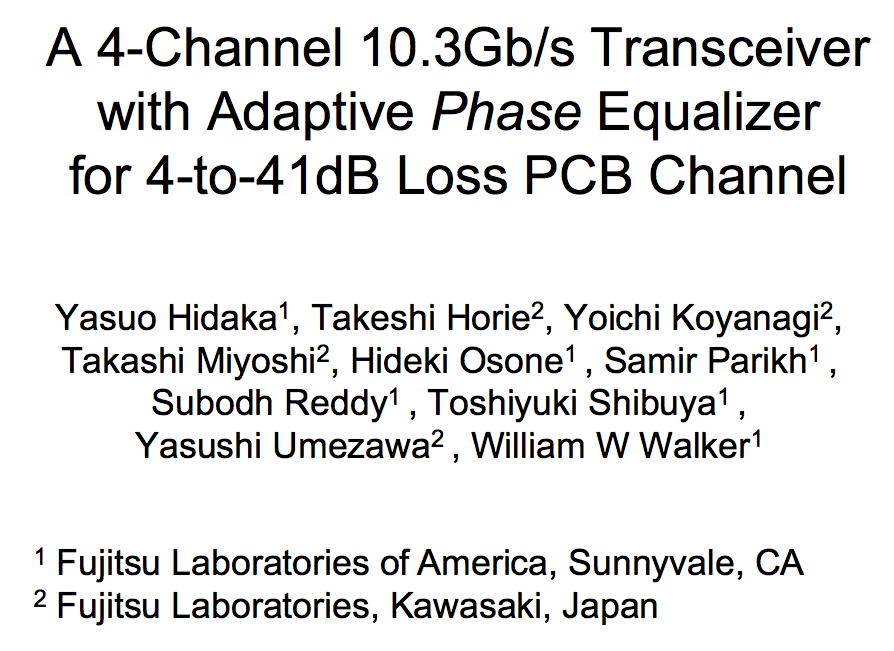 A 4-Channel 10.3Gb/s Transceiver
with Adaptive Phase Equalizer
for 4-to-41dB Loss PCB Channel
Yasuo Hidaka¹, Takeshi Horie², Yoichi Koyanagi²,
Takashi Miyoshi², Hideki Osone¹ , Samir Parikh¹ ,
Subodh Reddy¹ , Toshiyuki Shibuya¹ ,
Yasushi Umezawa² , William W Walker¹
¹ Fujitsu Laboratories of America, Sunnyvale, CA
² Fujitsu Laboratories, Kawasaki, Japan